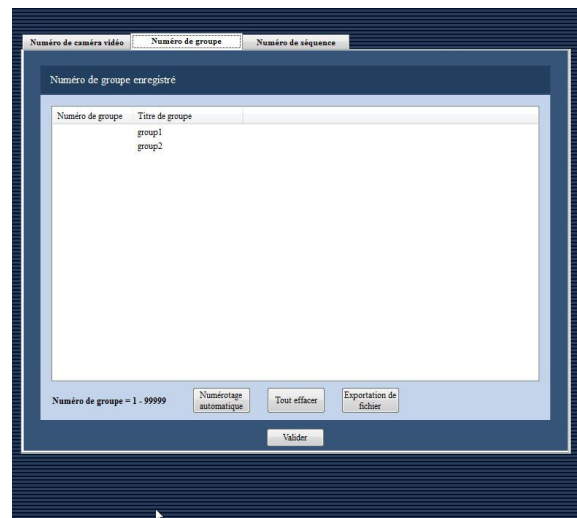 Numéro de caméra vidéo Numéro de groupe Numéro de séquence
Numéro de groupe enregistré
Numéro de groupe Titre de groupe
group1
group2
Numéro de groupe = 1 - 99999
Numérotage
automatique
Tout effacer
Exportation de
fichier
Valider